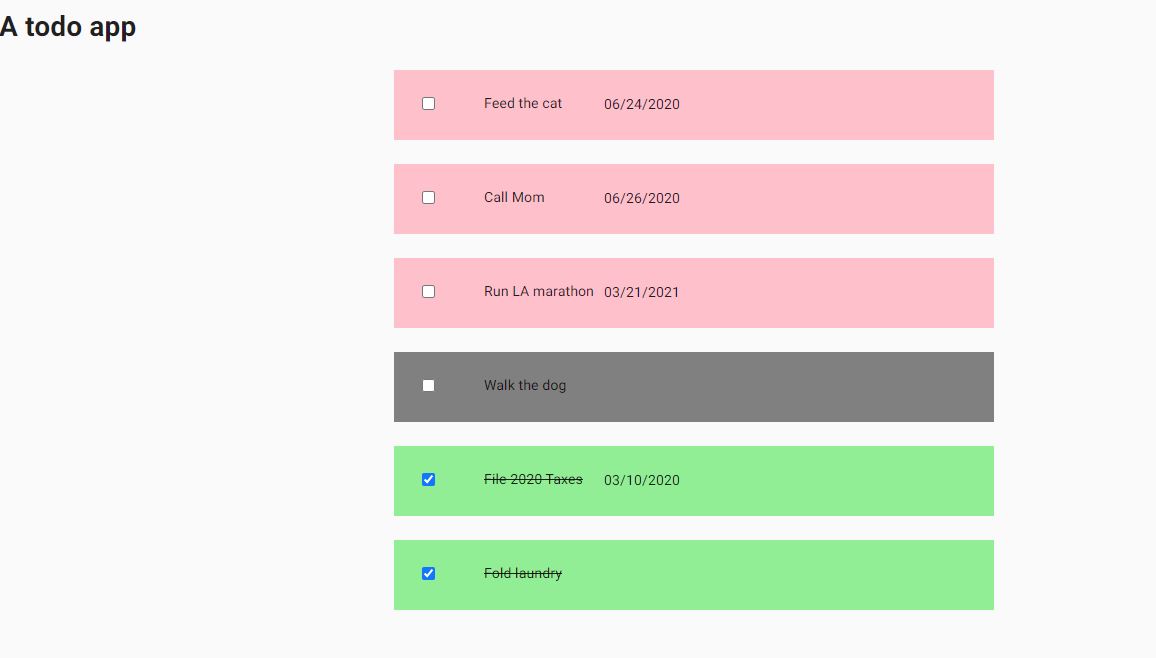 A todo app
Feed the cat 06/24/2020
Call Mom 06/26/2020
Run LA marathon 03/21/2021
Walk the dog
File 2020 Taxes 03/10/2020
Fold laundry